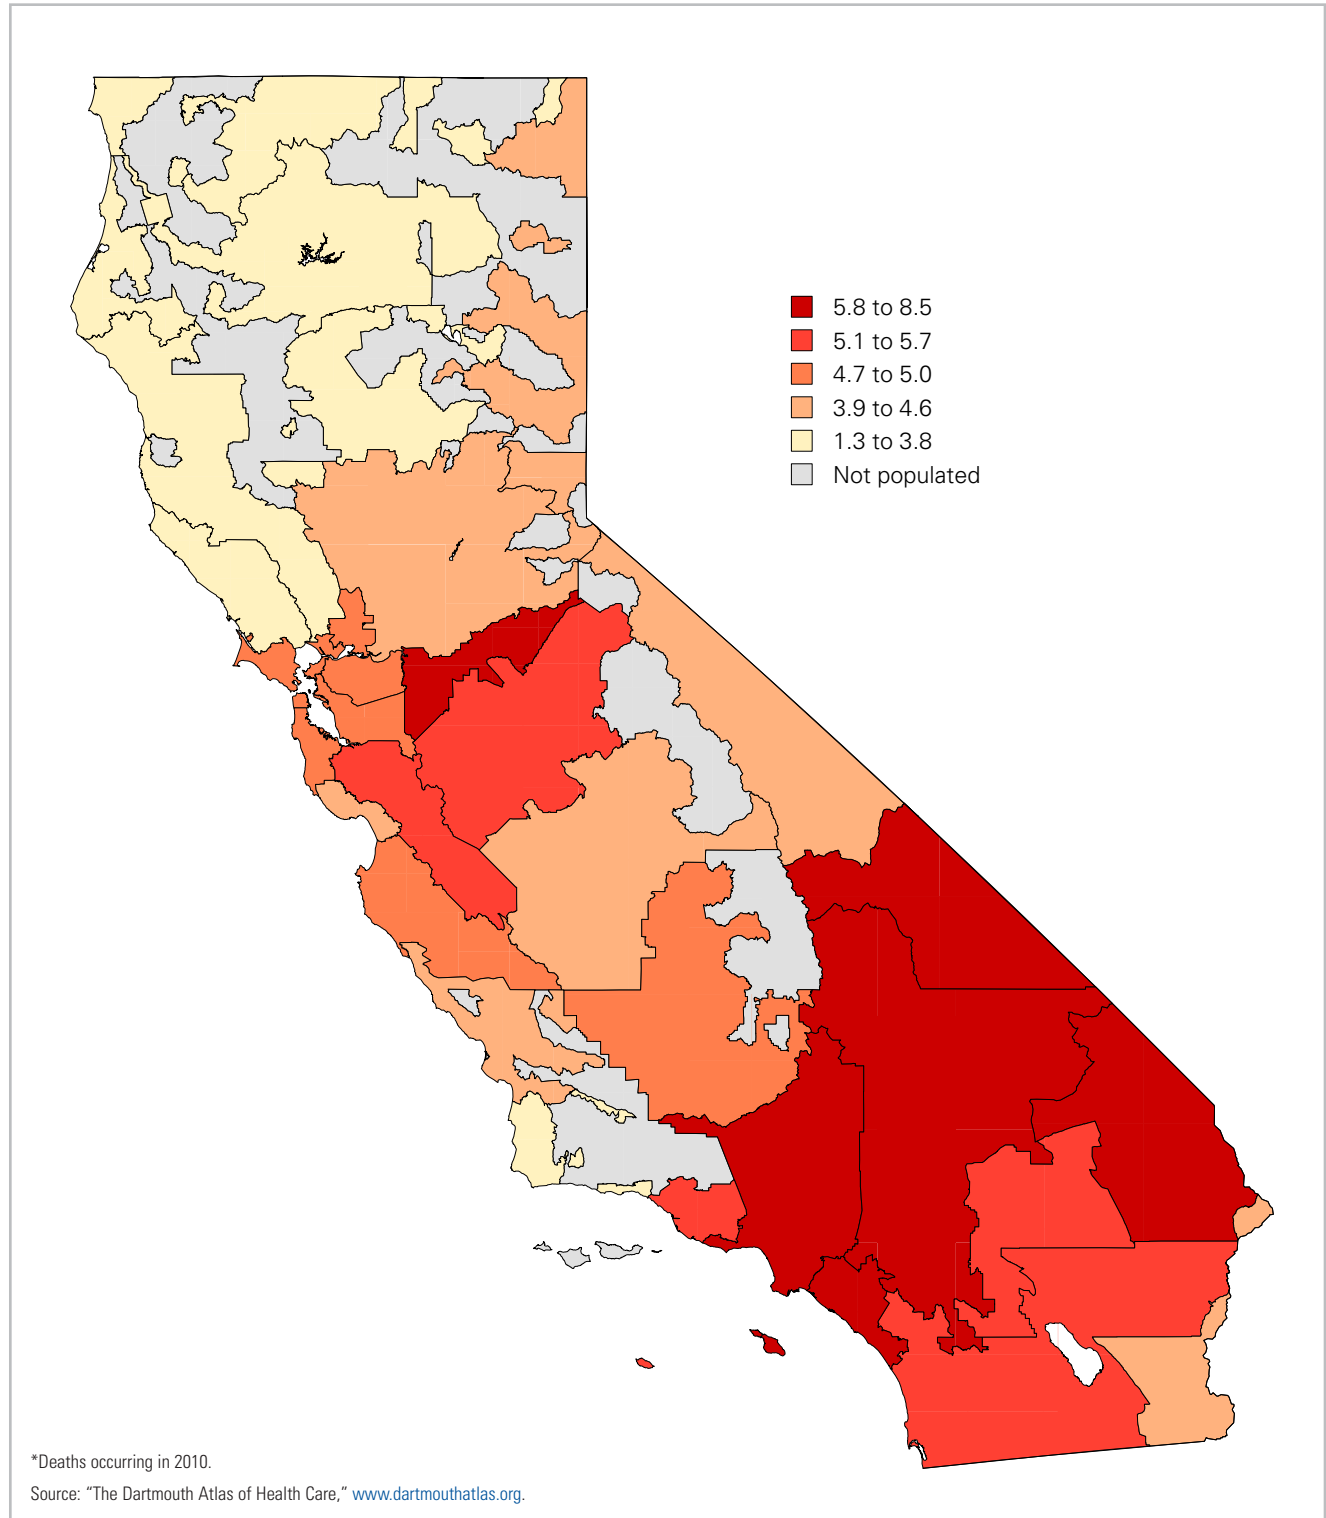 5.8 to 8.5
5.1 to 5.7
4.7 to 5.0
3.9 to 4.6
1.3 to 3.8
Not populated
*Deaths occurring in 2010.
Source: “The Dartmouth Atlas of Health Care,” www.dartmouthatlas.org.